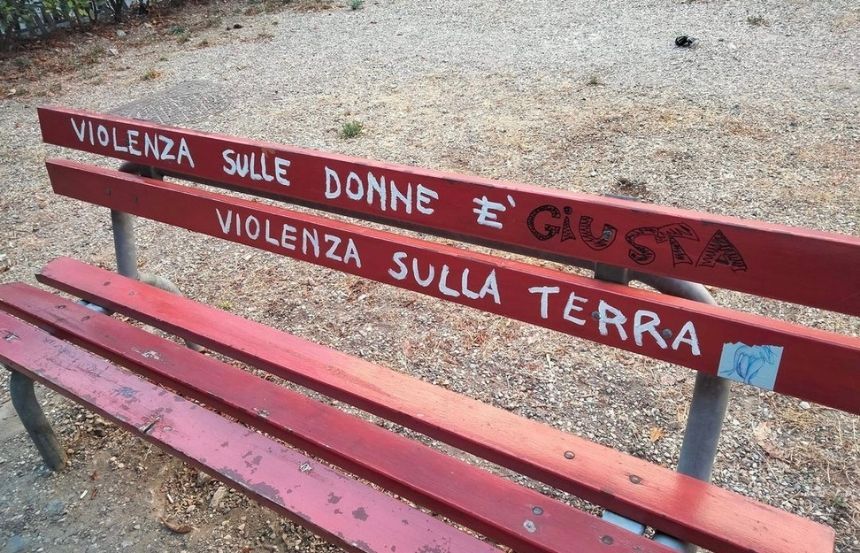 VIOLENZA SULLE DONNE E' GIUSTA
VIOLENZA SULLA TERRA